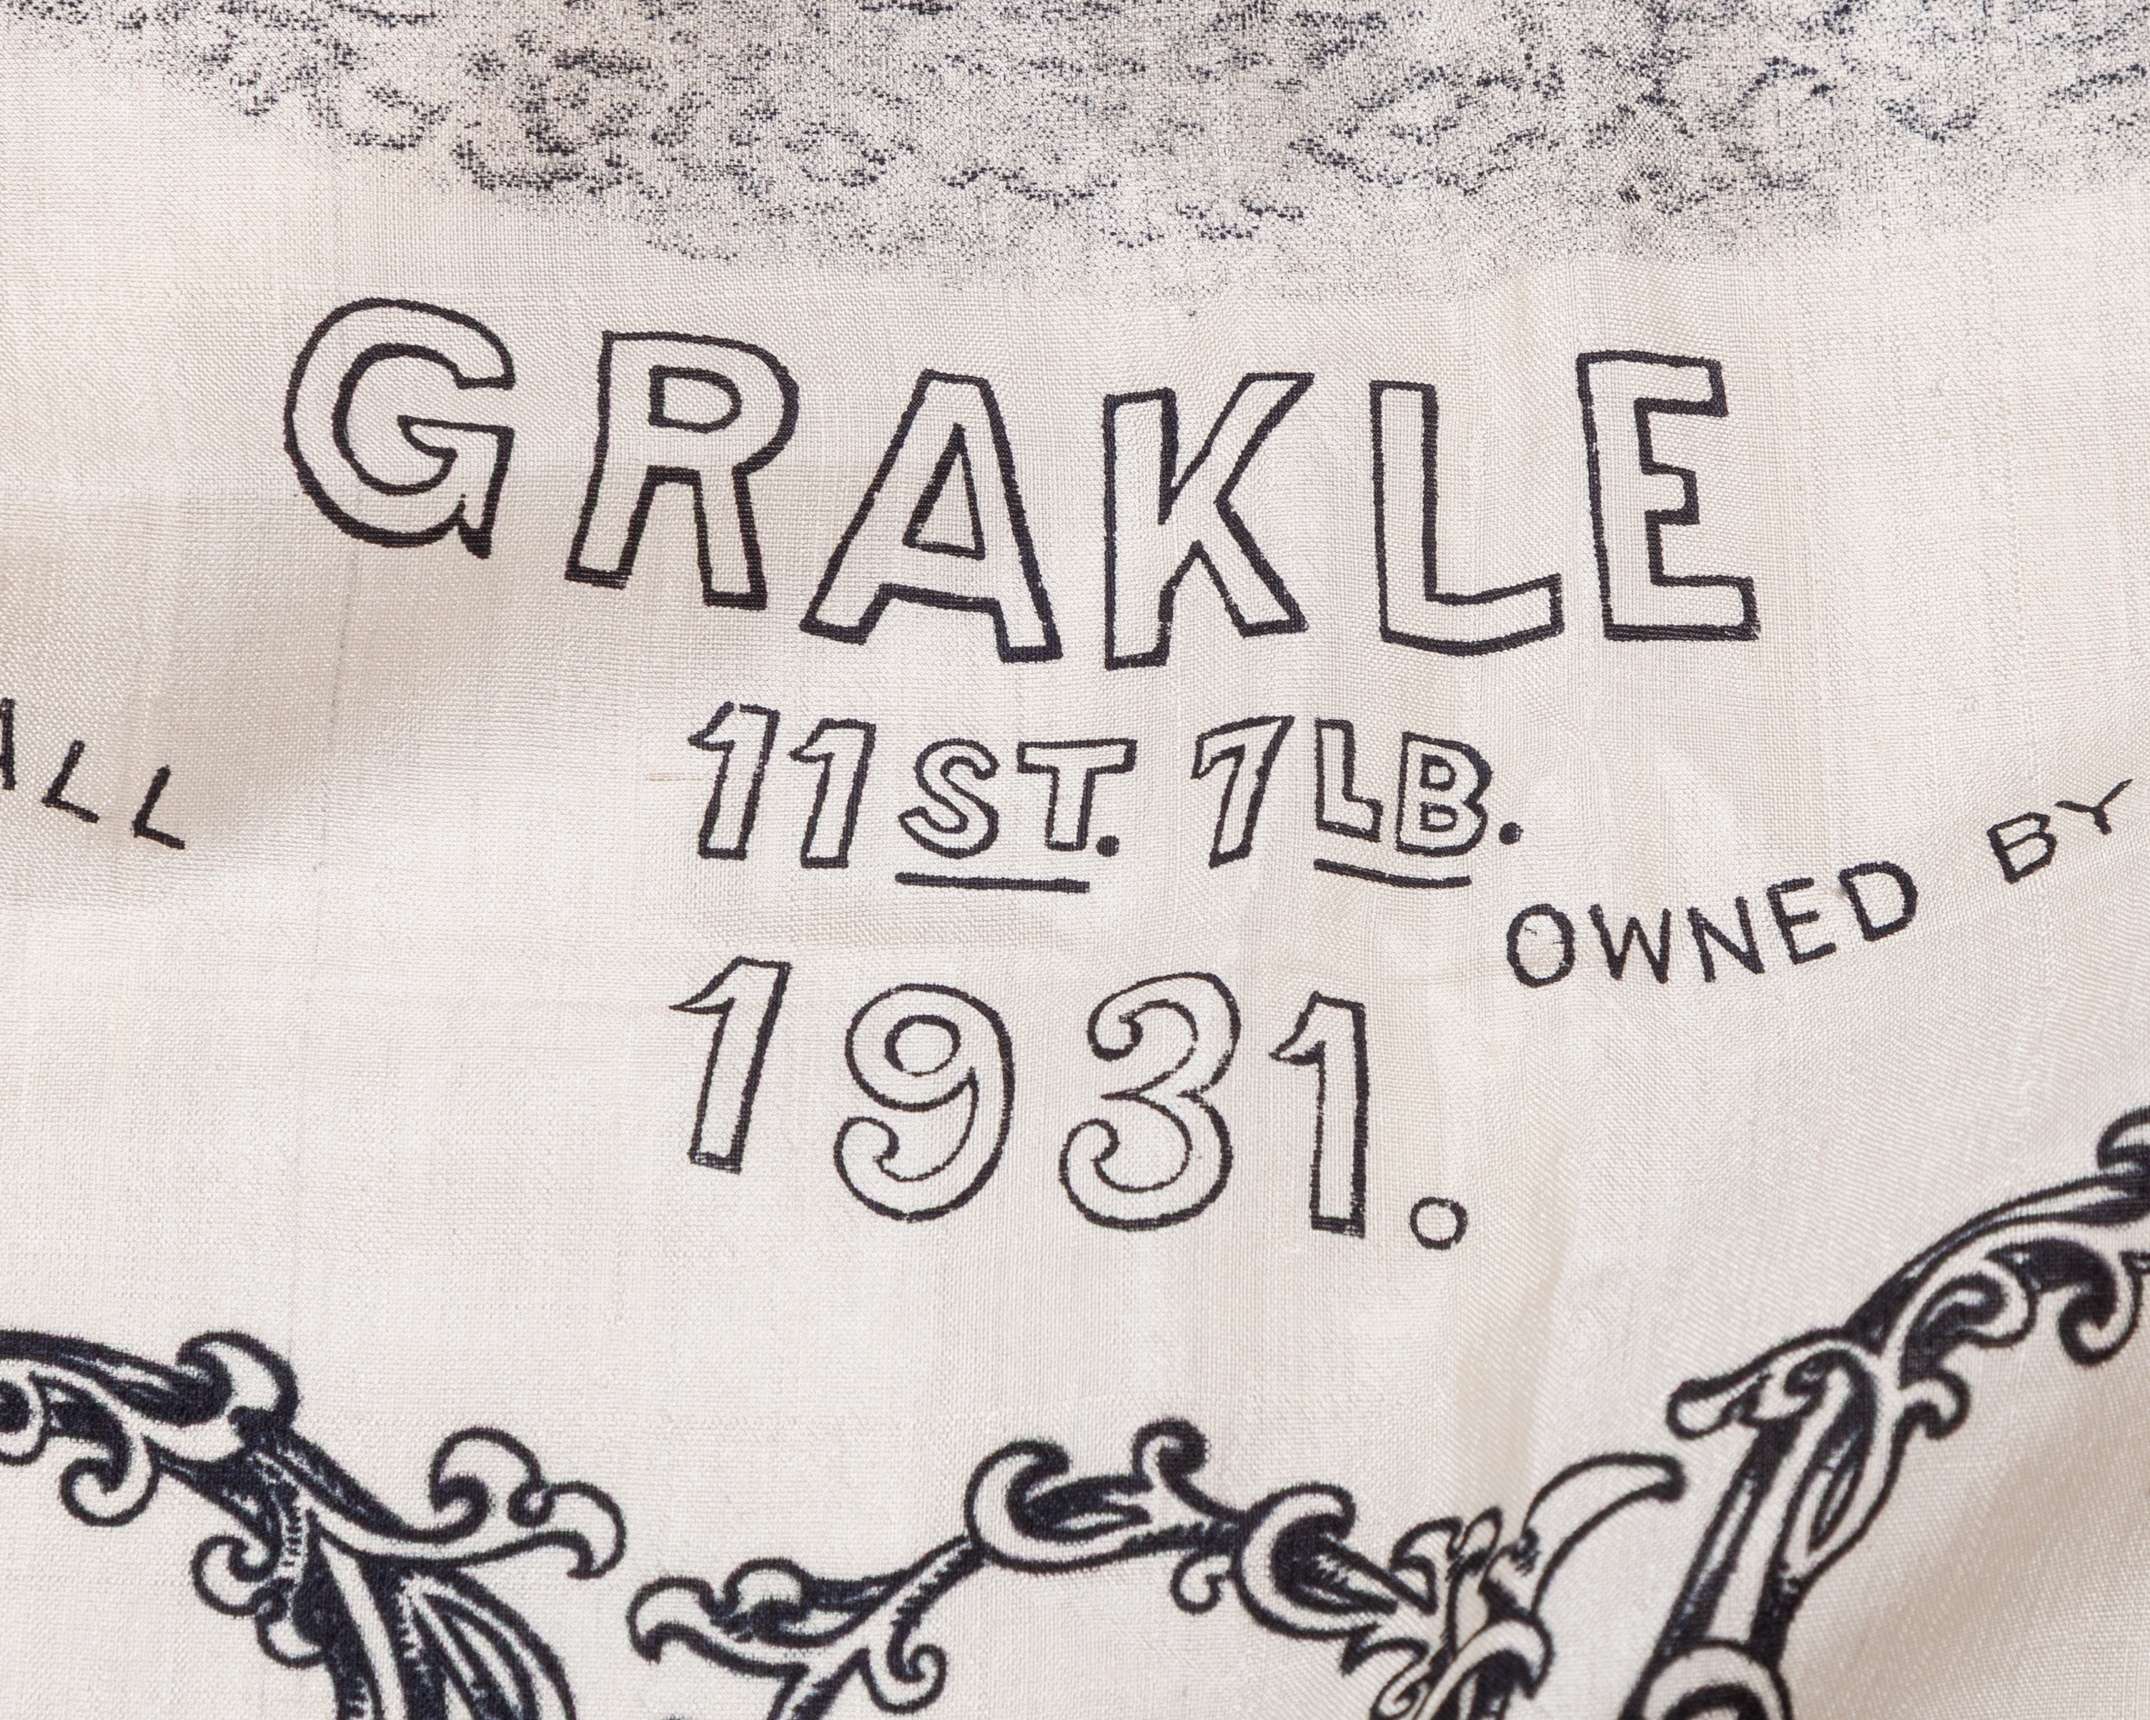 GRAKLE
11ST. 7LB.
ALL
OWNED BY
1931.